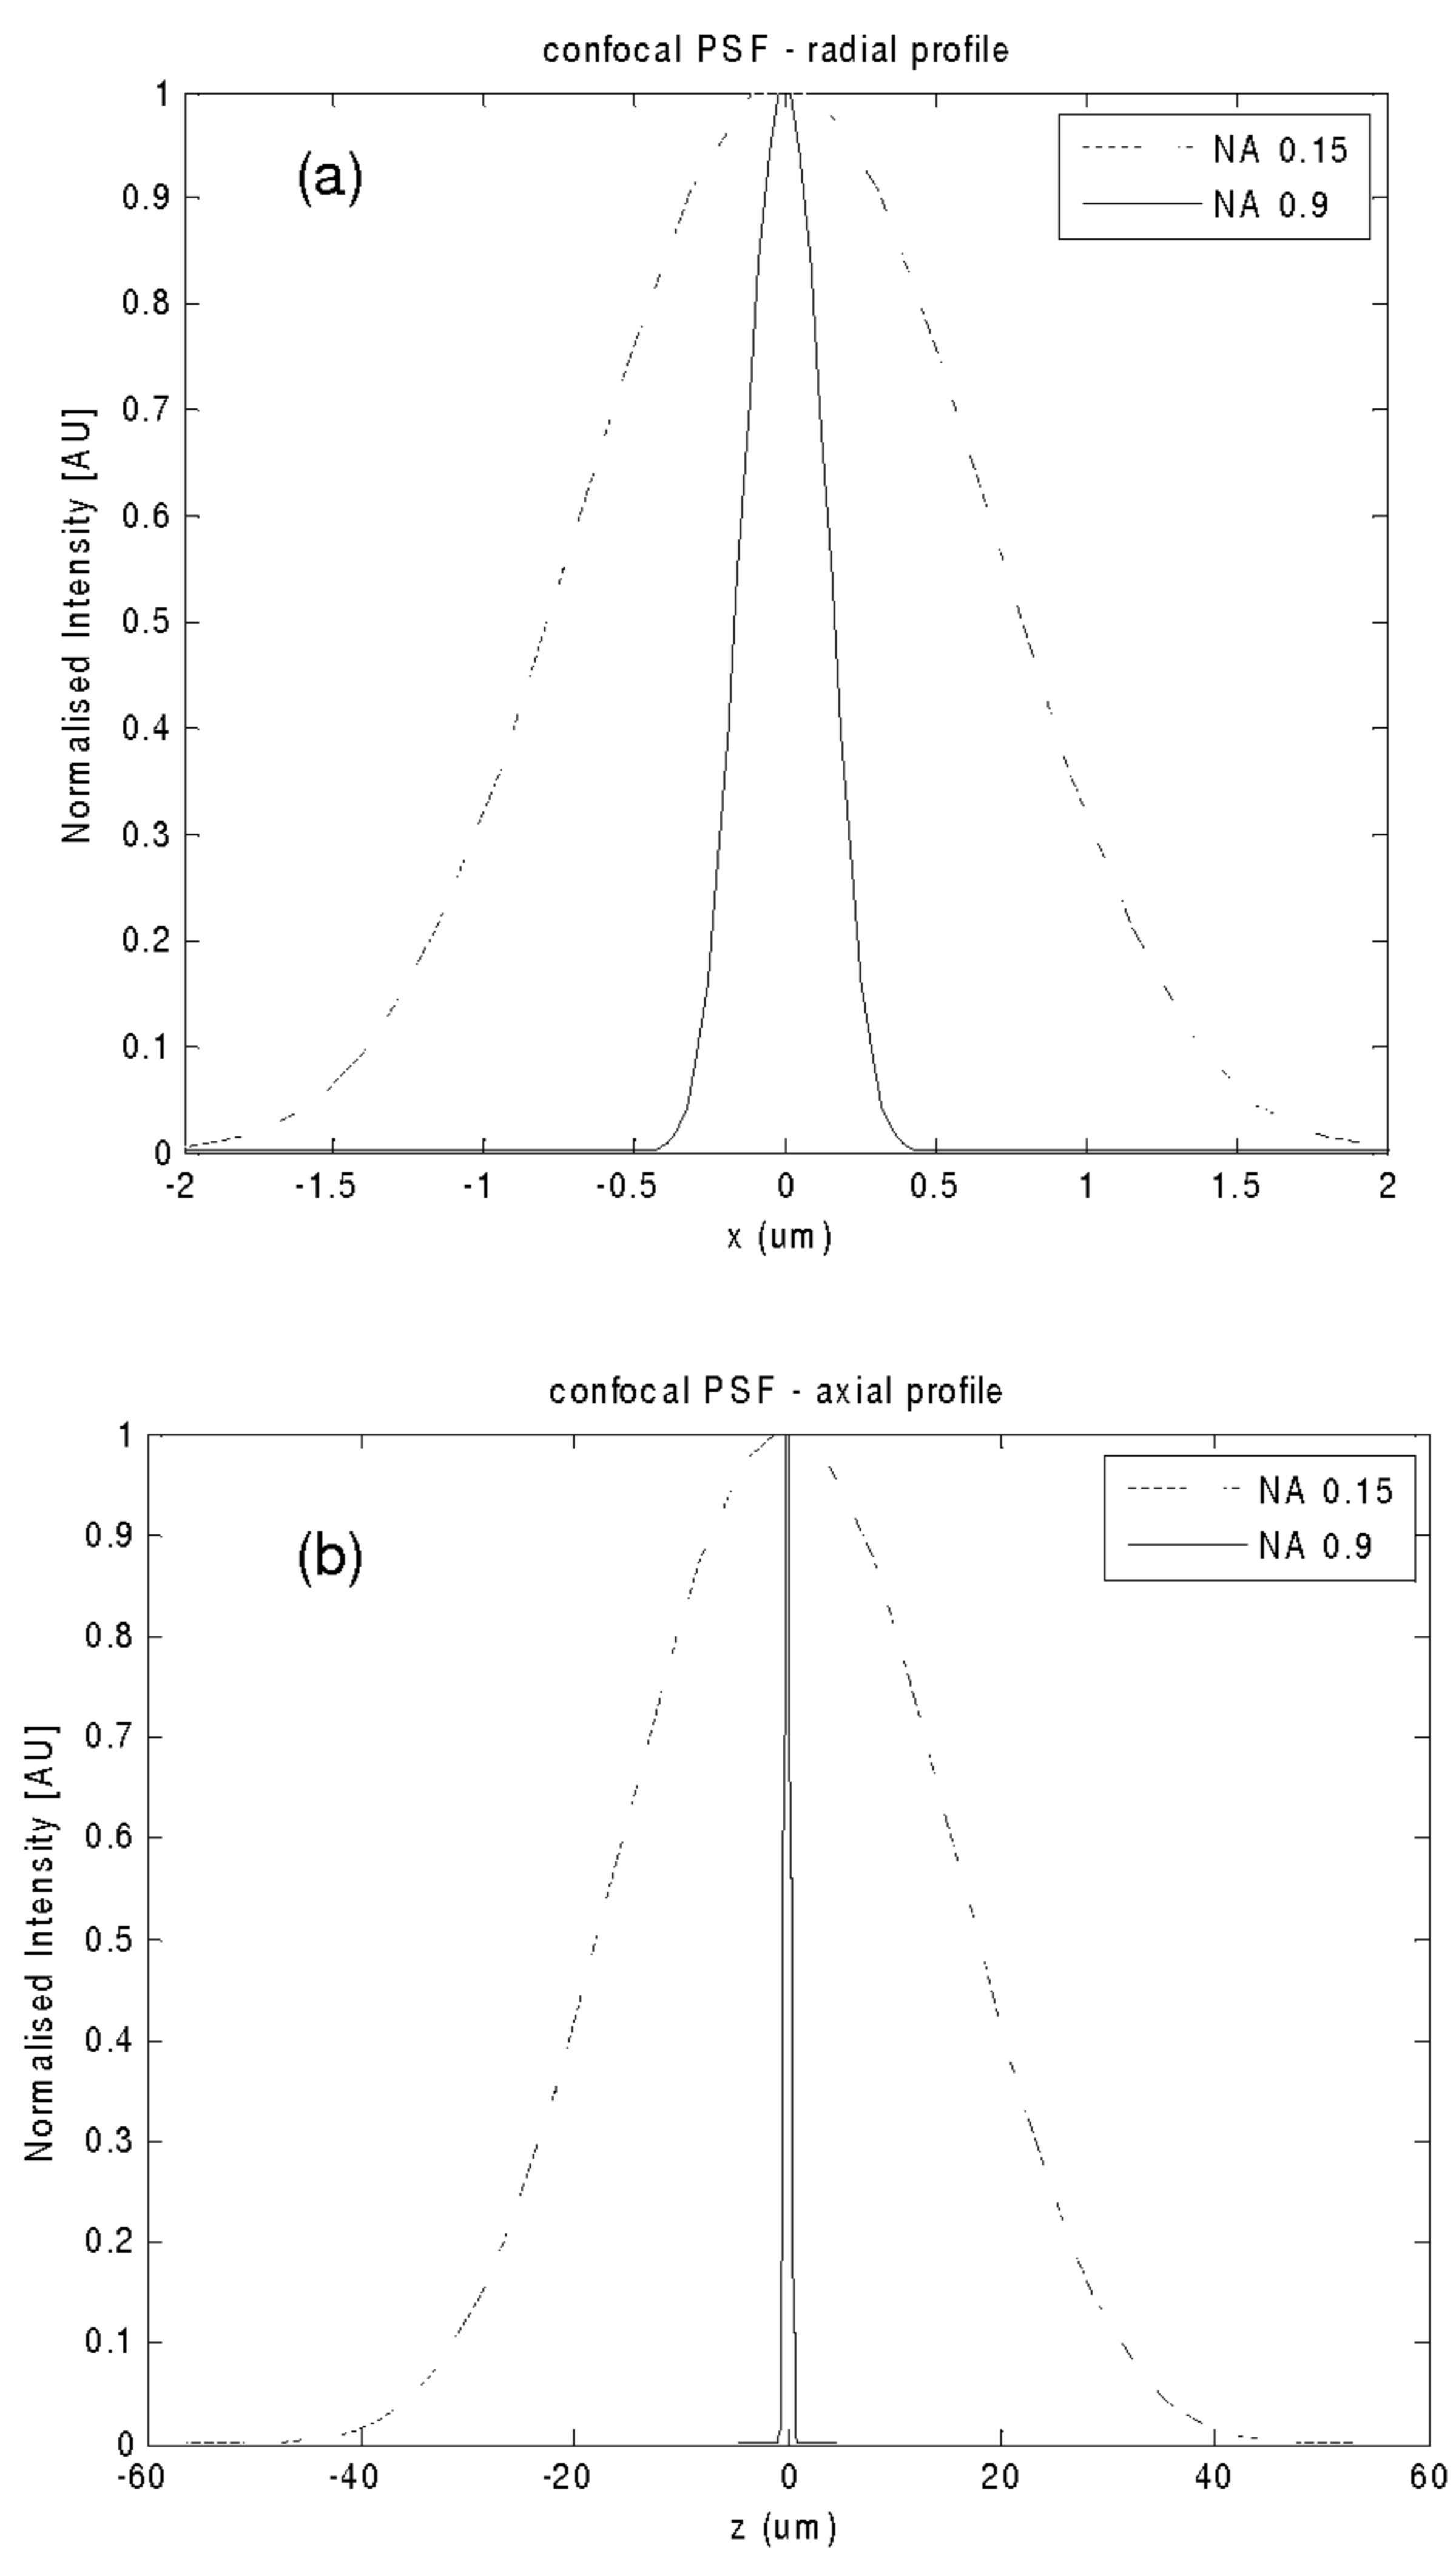 confocal PSF - radial profile
1
(a)
NA 0.15
NA 0.9
0.9
0.8
0.7
0.6
0.5
0.4
0.3
0.2
0.1
0
Normalised Intensity [AU]
-2 -1.5 -1 -0.5 0 0.5 1 1.5 2
x (um)
confocal PSF - axial profile
1
(b)
NA 0.15
NA 0.9
0.9
0.8
0.7
0.6
0.5
0.4
0.3
0.2
0.1
0
Normalised Intensity [AU]
-60 -40 -20 0 20 40 60
z (um)